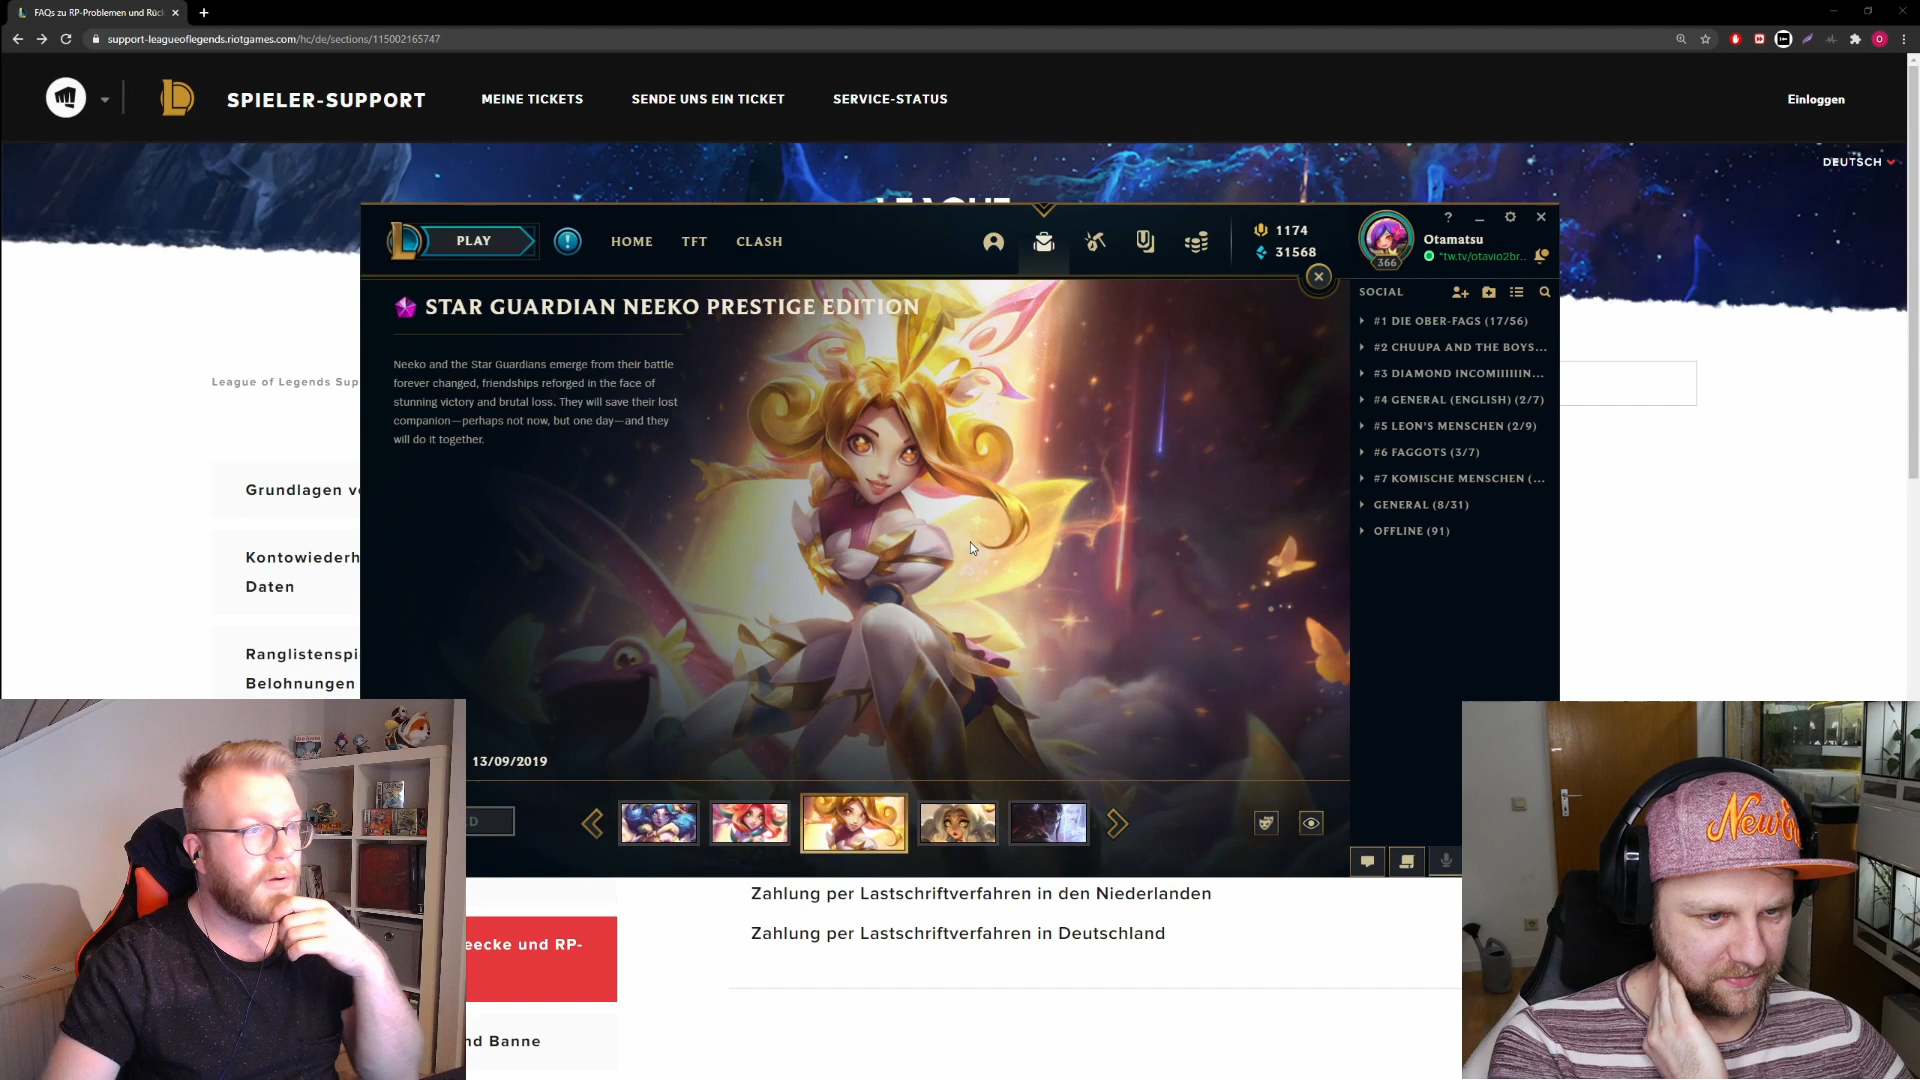 FAQs zu RP-Problemen und Rück
support-leagueoflegends.riotgames.com/hc/de/sections/115002165747
SPIELER-SUPPORT
MEINE TICKETS
SENDE UNS EIN TICKET
SERVICE-STATUS
Einloggen
DEUTSCH
LEAGUE
League of Legends Sup
Grundlagen v
Kontowiederh
Daten
Ranglistenspi
Belohnungen
PLAY
HOME
TFT
CLASH
1174
31568
366
Otamatsu
"tw.tv/otavio2br..
STAR GUARDIAN NEEKO PRESTIGE EDITION
Neeko and the Star Guardians emerge from their battle
forever changed, friendships reforged in the face of
stunning victory and brutal loss. They will save their lost
companion—perhaps not now, but one day—and they
will do it together.
SOCIAL
#1 DIE OBER-FAGS (17/56)
#2 CHUUPA AND THE BOYS...
#3 DIAMOND INCOMIIIIIN...
#4 GENERAL (ENGLISH) (2/7)
#5 LEON'S MENSCHEN (2/9)
#6 FAGGOTS (3/7)
#7 KOMISCHE MENSCHEN (...
GENERAL (8/31)
OFFLINE (91)
13/09/2019
D
Zahlung per Lastschriftverfahren in den Niederlanden
Zahlung per Lastschriftverfahren in Deutschland
eecke und RP-
nd Banne